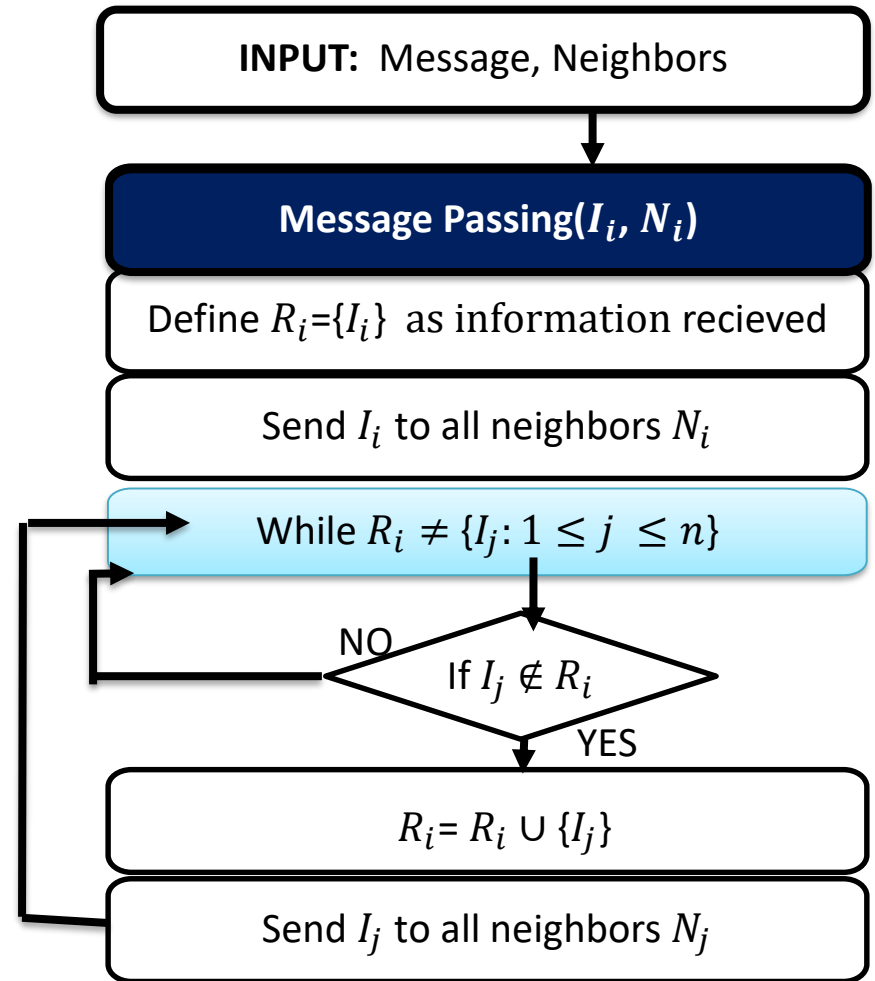 INPUT: Message, Neighbors
Message Passing(𝑰ᵢ, 𝑵ᵢ)
Define 𝑅ᵢ={𝐼ᵢ} as information recieved
Send 𝐼ᵢ to all neighbors 𝑁ᵢ
While 𝑅ᵢ ≠ {𝐼ⱼ: 1 ≤ 𝑗 ≤ 𝑛}
NO
If 𝐼ⱼ ∉ 𝑅ᵢ
YES
𝑅ᵢ= 𝑅ᵢ ∪ {𝐼ⱼ}
Send 𝐼ⱼ to all neighbors 𝑁ⱼ